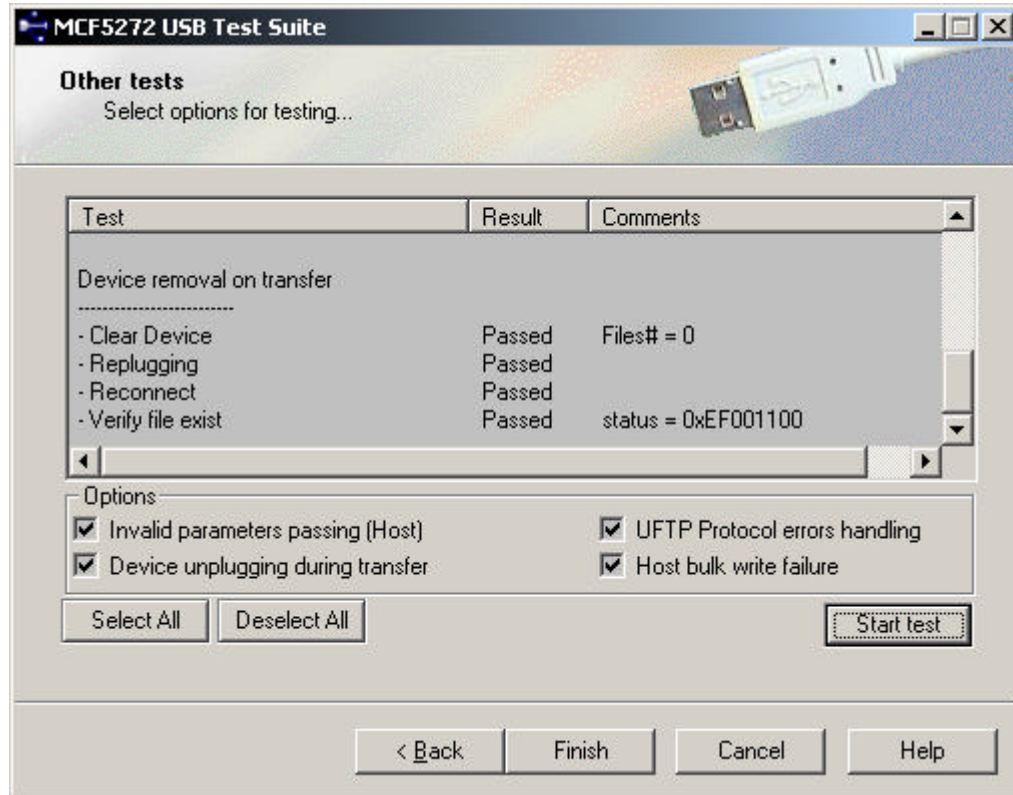 MCF5272 USB Test Suite
Other tests
Select options for testing...
Test Result Comments
Device removal on transfer
--------------------------
- Clear Device Passed Files# = 0
- Replugging Passed
- Reconnect Passed
- Verify file exist Passed status = 0xEF001100
Options
Invalid parameters passing (Host) UFTP Protocol errors handling
Device unplugging during transfer Host bulk write failure
Select All Deselect All Start test
< Back Finish Cancel Help